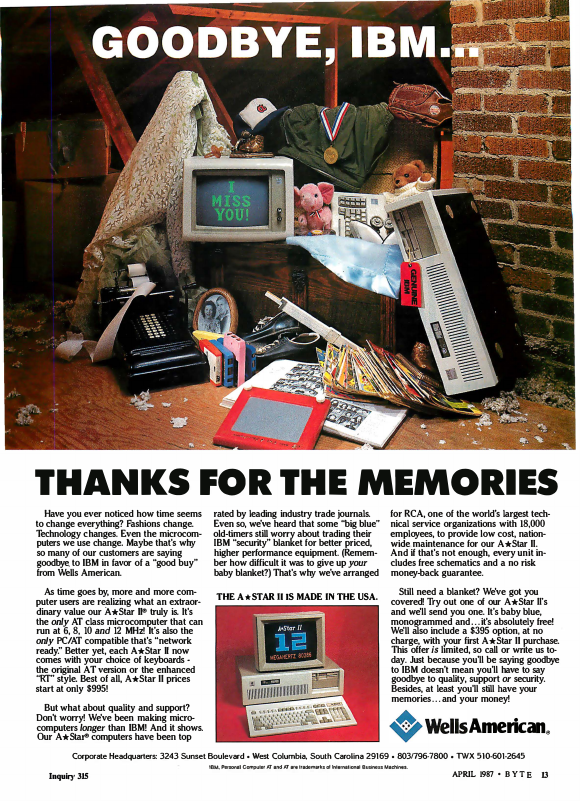 GOODBYE, IBM...
I
MISS
YOU!
GENUINE
IBM
THANKS FOR THE MEMORIES
Have you ever noticed how time seems
to change everything? Fashions change.
Technology changes. Even the microcom-
puters we use change. Maybe that's why
so many of our customers are saying
goodbye to IBM in favor of a "good buy"
from Wells American.
As time goes by, more and more com-
puter users are realizing what an extraor-
dinary value our A★Star II® truly is. It's
the only AT class microcomputer that can
run at 6, 8, 10 and 12 MHz! It's also the
only PC/AT compatible that's "network
ready." Better yet, each A★Star II now
comes with your choice of keyboards -
the original AT version or the enhanced
"RT" style. Best of all, A★Star II prices
start at only $995!
But what about quality and support?
Don't worry! We've been making micro-
computers longer than IBM! And it shows.
Our A★Star® computers have been top
rated by leading industry trade journals.
Even so, we've heard that some "big blue"
old-timers still worry about trading their
IBM "security" blanket for better priced,
higher performance equipment. (Remem-
ber how difficult it was to give up your
baby blanket?) That's why we've arranged
THE A★STAR II IS MADE IN THE USA.
A★Star II
12
MEGAHERTZ 80286
for RCA, one of the world's largest tech-
nical service organizations with 18,000
employees, to provide low cost, nation-
wide maintenance for our A★Star II.
And if that's not enough, every unit in-
cludes free schematics and a no risk
money-back guarantee.
Still need a blanket? We've got you
covered! Try out one of our A★Star II's
and we'll send you one. It's baby blue,
monogrammed and...it's absolutely free!
We'll also include a $395 option, at no
charge, with your first A★Star II purchase.
This offer is limited, so call or write us to-
day. Just because you'll be saying goodbye
to IBM doesn't mean you'll have to say
goodbye to quality, support or security.
Besides, at least you'll still have your
memories...and your money!
Wells American®
Corporate Headquarters: 3243 Sunset Boulevard • West Columbia, South Carolina 29169 • 803/796-7800 • TWX 510-601-2645
IBM, Personal Computer AT and AT are trademarks of International Business Machines.
Inquiry 315
APRIL 1987 • BYTE 13